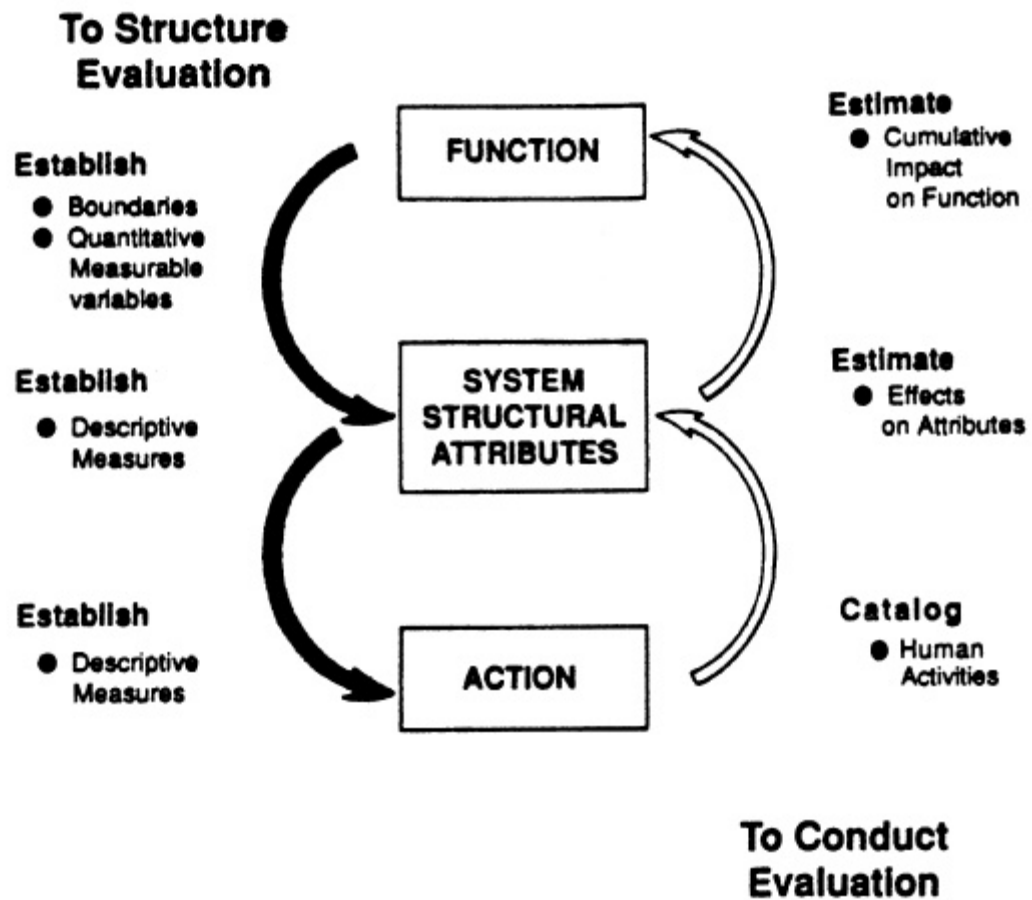 To Structure
Evaluation
Establish
● Boundaries
● Quantitative
Measurable
variables
Establish
● Descriptive
Measures
Establish
● Descriptive
Measures
FUNCTION
SYSTEM
STRUCTURAL
ATTRIBUTES
ACTION
Estimate
● Cumulative
Impact
on Function
Estimate
● Effects
on Attributes
Catalog
● Human
Activities
To Conduct
Evaluation